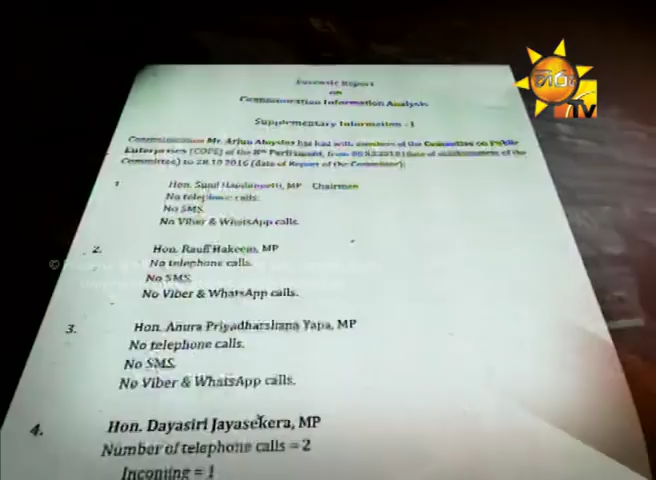 හිරු
TV
Forensic Report
on
Communication Information Analysis
Supplementary Information - 1
Communication Mr. Arjun Aloysius has had with members of the Committee on Public
Enterprises (COPE) of the 8th Parliament, from
Committee) to 28.10.2016 (date of Report of the Committee);
1 Hon. Sunil Handunnetti, MP Chairman
No telephone calls.
No SMS.
No Viber & WhatsApp calls.
2. Hon. Rauff Hakeem, MP
No telephone calls.
No SMS.
No Viber & WhatsApp calls.
3. Hon. Anura Priyadharshana Yapa, MP
No telephone calls.
No SMS.
No Viber & WhatsApp calls.
4. Hon. Dayasiri Jayasekera, MP
Number of telephone calls = 2
Incoming = 1